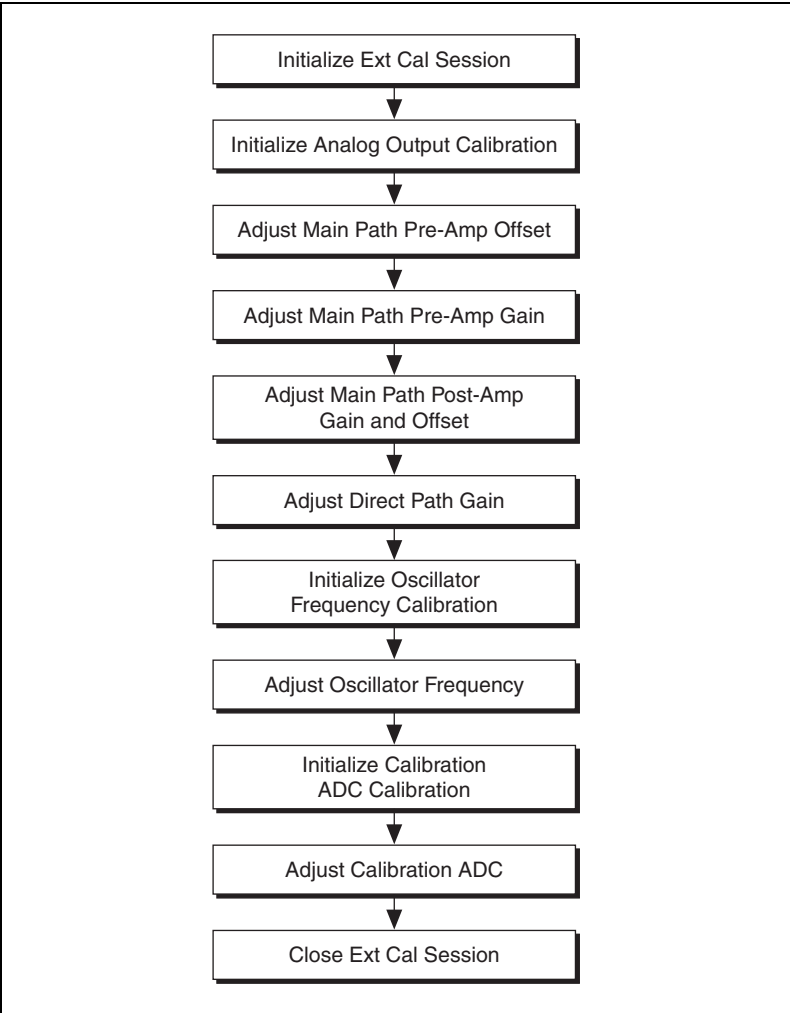 Initialize Ext Cal Session
Initialize Analog Output Calibration
Adjust Main Path Pre-Amp Offset
Adjust Main Path Pre-Amp Gain
Adjust Main Path Post-Amp
Gain and Offset
Adjust Direct Path Gain
Initialize Oscillator
Frequency Calibration
Adjust Oscillator Frequency
Initialize Calibration
ADC Calibration
Adjust Calibration ADC
Close Ext Cal Session